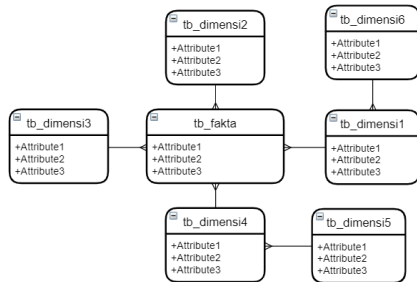 tb_dimensi2
+Attribute1
+Attribute2
+Attribute3
tb_dimensi6
+Attribute1
+Attribute2
+Attribute3
tb_dimensi3
+Attribute1
+Attribute2
+Attribute3
tb_fakta
+Attribute1
+Attribute2
+Attribute3
tb_dimensi1
+Attribute1
+Attribute2
+Attribute3
tb_dimensi4
+Attribute1
+Attribute2
+Attribute3
tb_dimensi5
+Attribute1
+Attribute2
+Attribute3